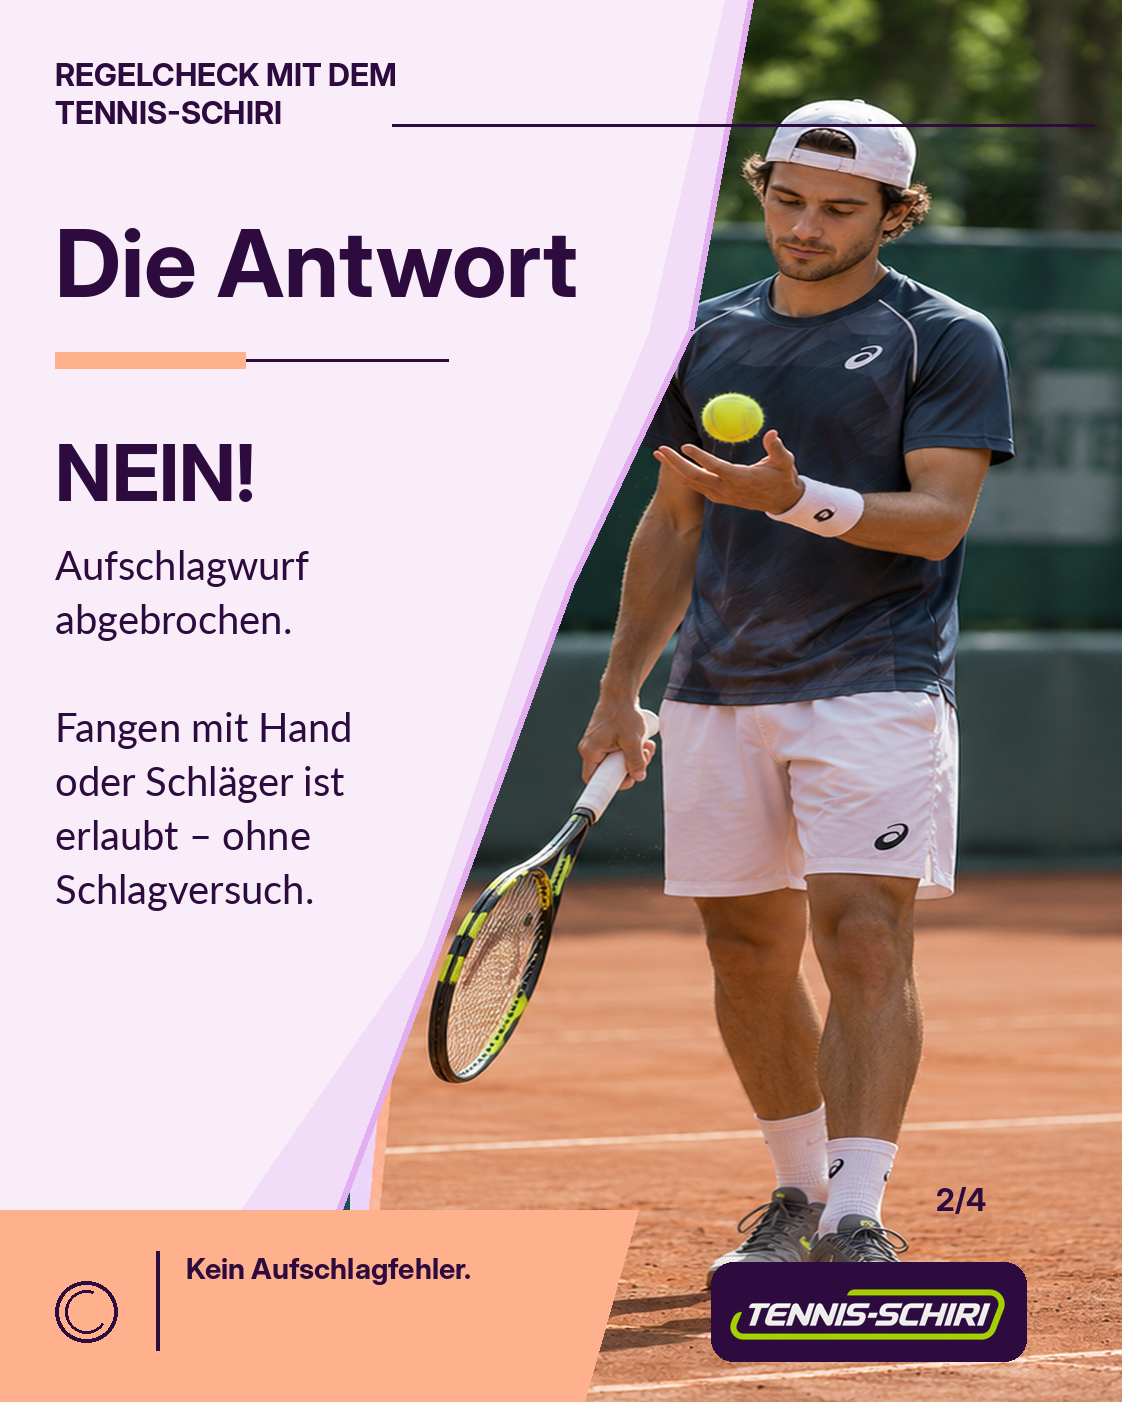 REGELCHECK MIT DEM
TENNIS-SCHIRI
Die Antwort
NEIN!
Aufschlagwurf
abgebrochen.
Fangen mit Hand
oder Schläger ist
erlaubt – ohne
Schlagversuch.
2/4
Kein Aufschlagfehler.
TENNIS-SCHIRI